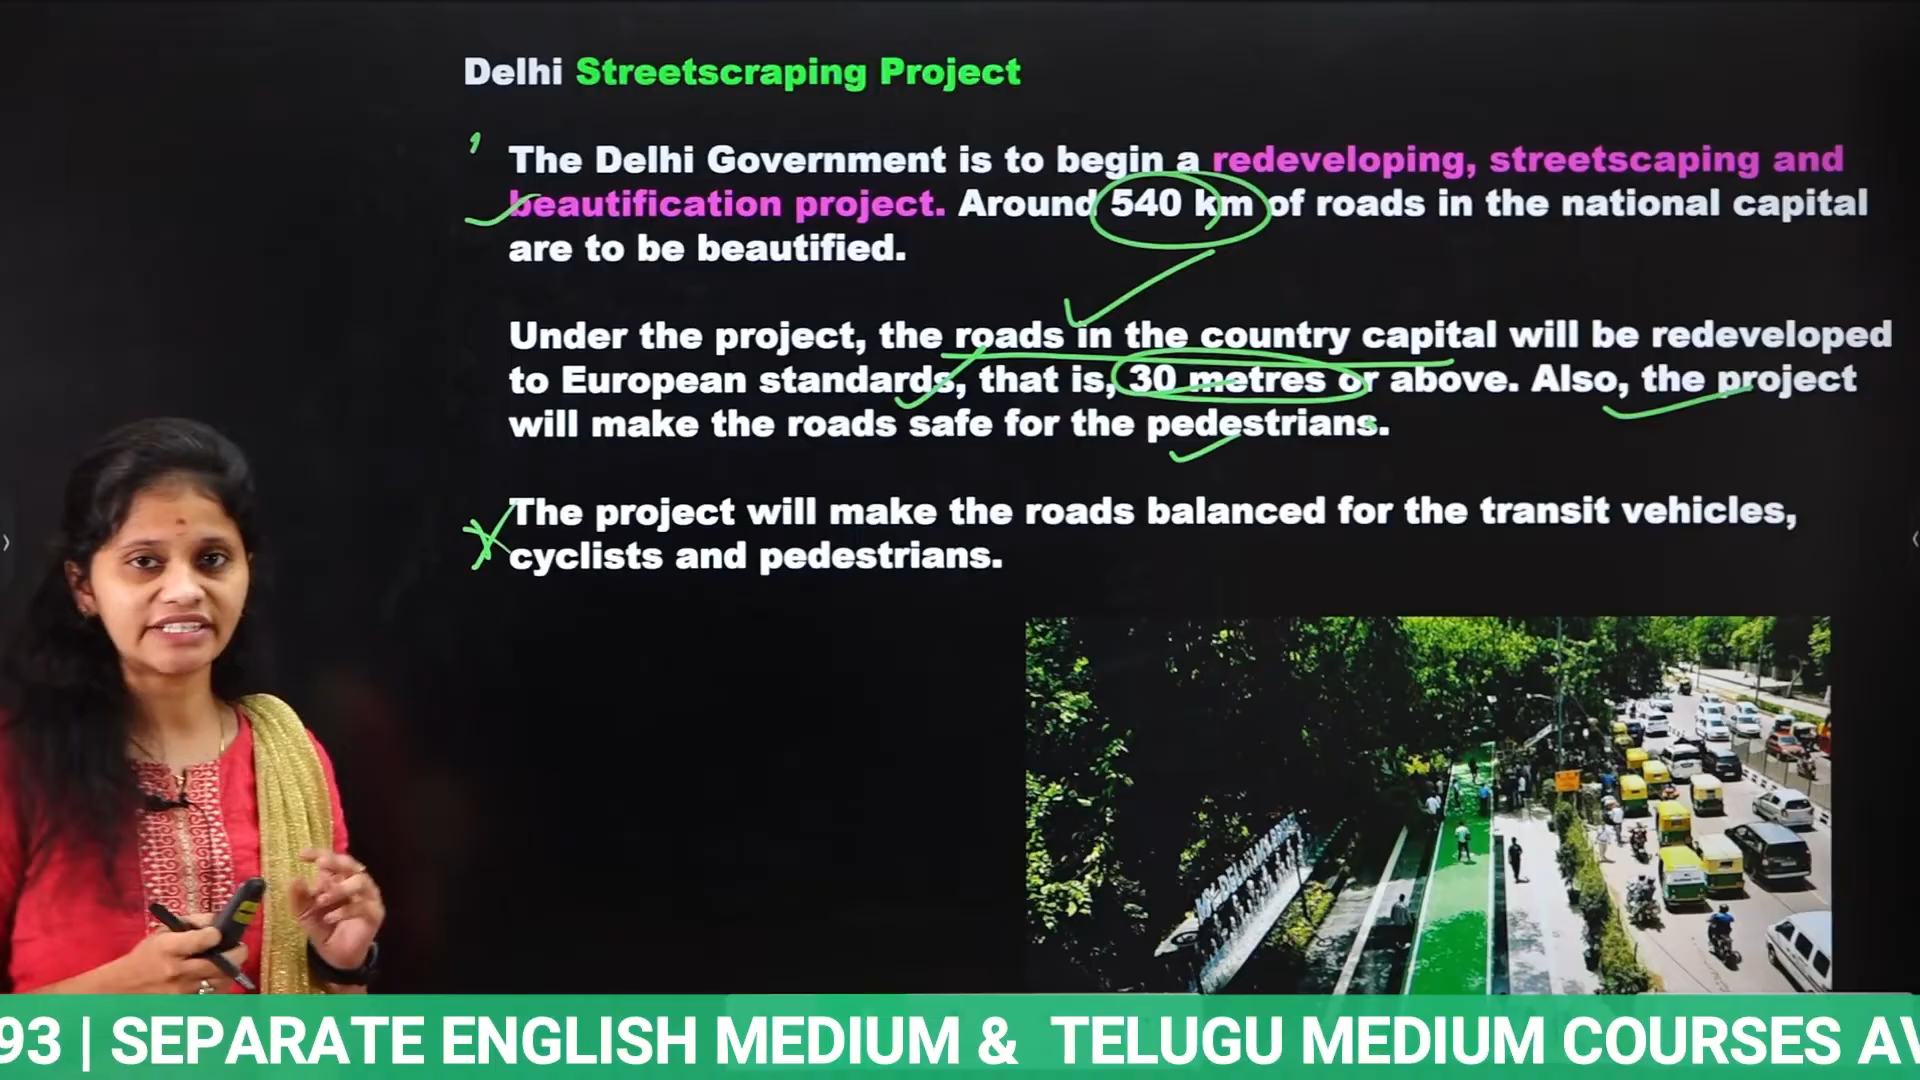 Delhi Streetscraping Project
The Delhi Government is to begin a redeveloping, streetscaping and
beautification project. Around 540 km of roads in the national capital
are to be beautified.
Under the project, the roads in the country capital will be redeveloped
to European standards, that is, 30 metres or above. Also, the project
will make the roads safe for the pedestrians.
The project will make the roads balanced for the transit vehicles,
cyclists and pedestrians.
93 | SEPARATE ENGLISH MEDIUM & TELUGU MEDIUM COURSES AV